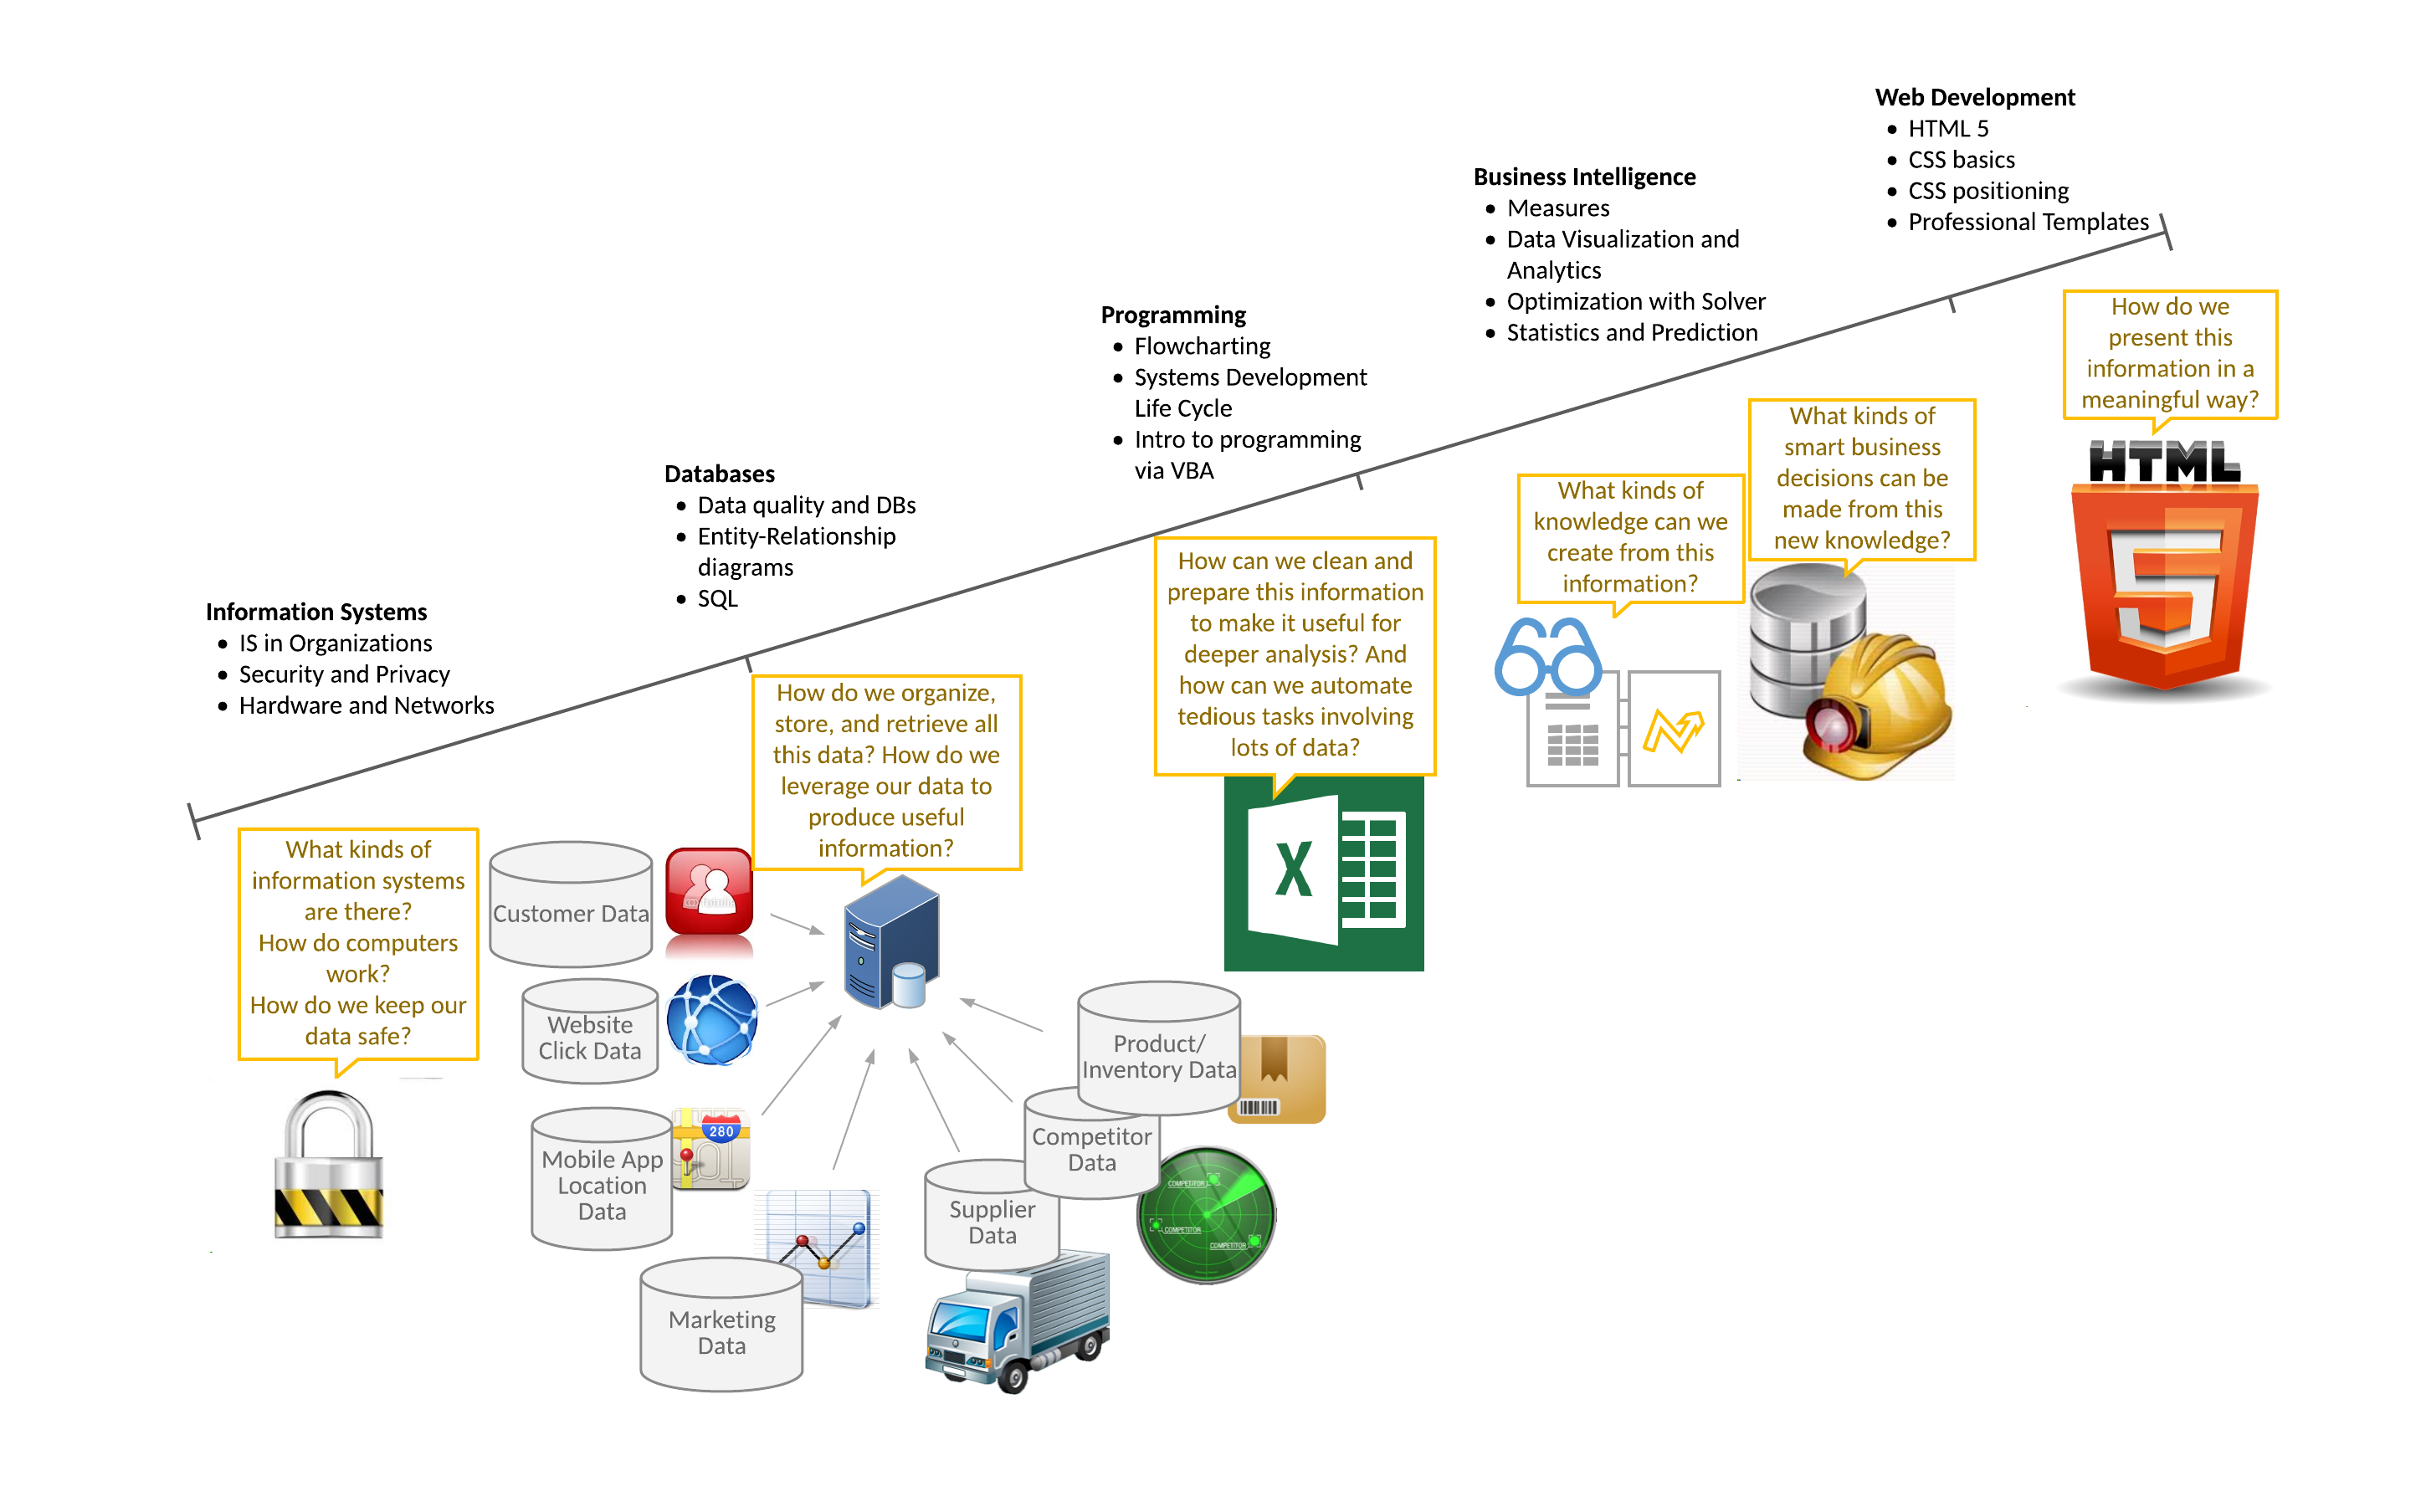 Web Development
• HTML 5
• CSS basics
• CSS positioning
• Professional Templates
Business Intelligence
• Measures
• Data Visualization and
Analytics
• Optimization with Solver
• Statistics and Prediction
Programming
• Flowcharting
• Systems Development
Life Cycle
• Intro to programming
via VBA
Databases
• Data quality and DBs
• Entity-Relationship
diagrams
• SQL
Information Systems
• IS in Organizations
• Security and Privacy
• Hardware and Networks
What kinds of
information systems
are there?
How do computers
work?
How do we keep our
data safe?
How do we organize,
store, and retrieve all
this data? How do we
leverage our data to
produce useful
information?
How can we clean and
prepare this information
to make it useful for
deeper analysis? And
how can we automate
tedious tasks involving
lots of data?
What kinds of
knowledge can we
create from this
information?
What kinds of
smart business
decisions can be
made from this
new knowledge?
How do we
present this
information in a
meaningful way?
HTML
5
X
Customer Data
Website
Click Data
Mobile App
Location
Data
280
Marketing
Data
Supplier
Data
Competitor
Data
Product/
Inventory Data
COMPETITOR
COMPETITOR
COMPETITOR